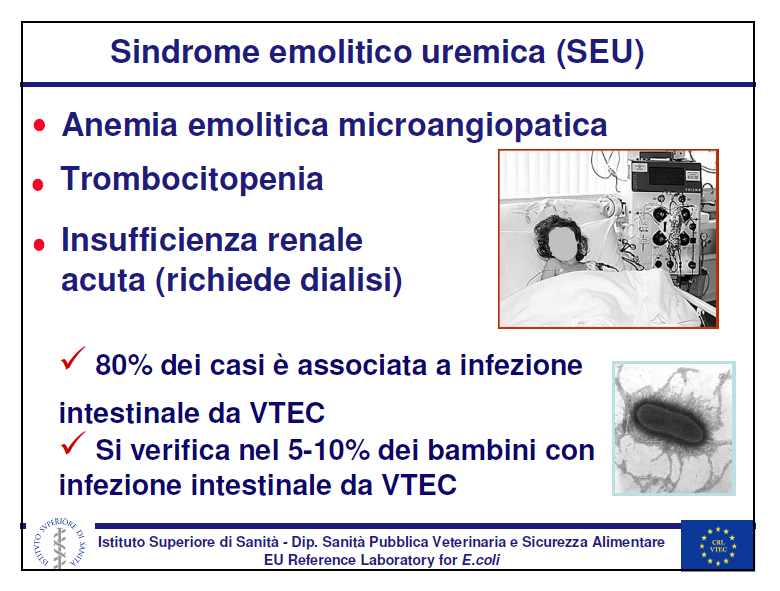 Sindrome emolitico uremica (SEU)
• Anemia emolitica microangiopatica
• Trombocitopenia
• Insufficienza renale
acuta (richiede dialisi)
PRISMA
✓ 80% dei casi è associata a infezione
intestinale da VTEC
✓ Si verifica nel 5-10% dei bambini con
infezione intestinale da VTEC
ISTITUTO SVPERIORE DI SANITÀ
Istituto Superiore di Sanità - Dip. Sanità Pubblica Veterinaria e Sicurezza Alimentare
EU Reference Laboratory for E.coli
CRL
VTEC